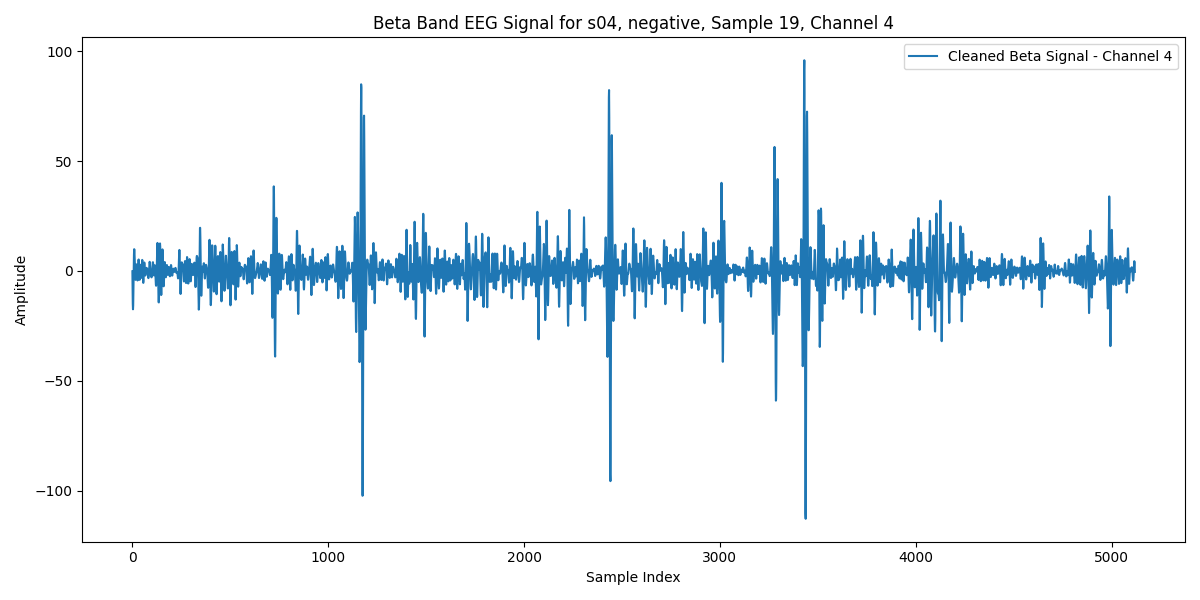 Beta Band EEG Signal for s04, negative, Sample 19, Channel 4
Cleaned Beta Signal - Channel 4
Amplitude
100
50
0
−50
−100
0 1000 2000 3000 4000 5000
Sample Index